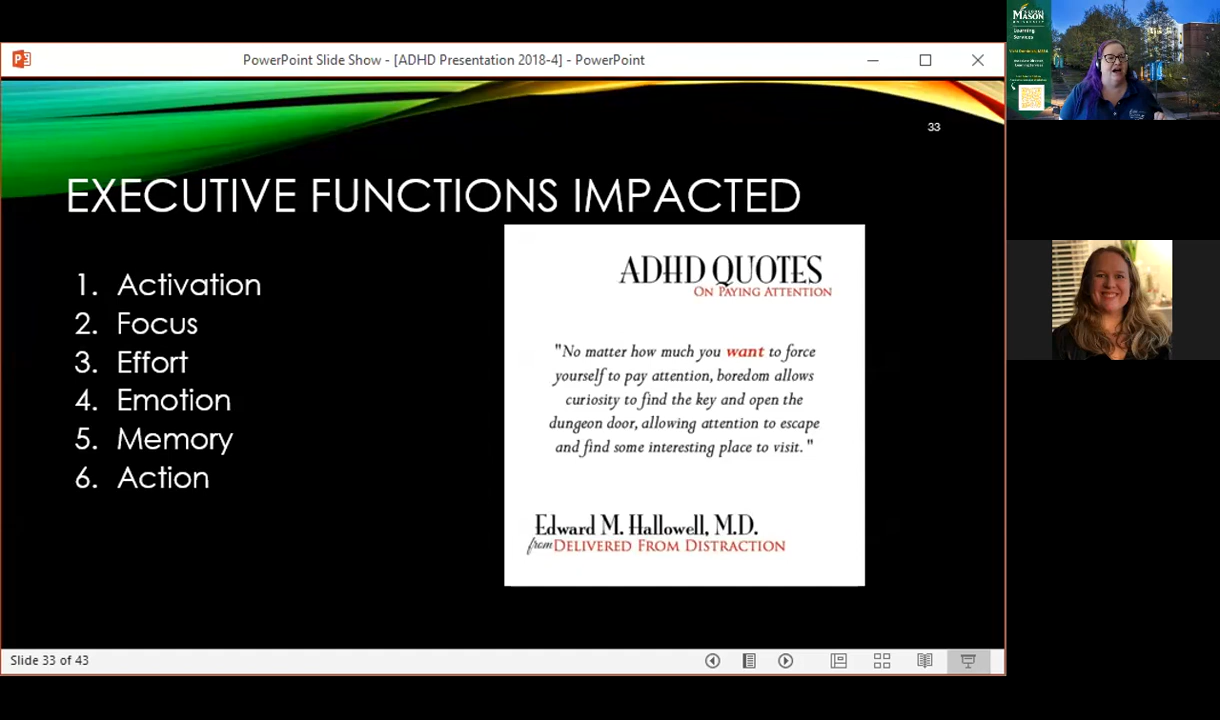 PowerPoint Slide Show - [ADHD Presentation 2018-4] - PowerPoint
33
EXECUTIVE FUNCTIONS IMPACTED
1. Activation
2. Focus
3. Effort
4. Emotion
5. Memory
6. Action
ADHD QUOTES
ON PAYING ATTENTION
"No matter how much you want to force
yourself to pay attention, boredom allows
curiosity to find the key and open the
dungeon door, allowing attention to escape
and find some interesting place to visit."
Edward M. Hallowell, M.D.
from DELIVERED FROM DISTRACTION
Slide 33 of 43
MASON
Learning
Services